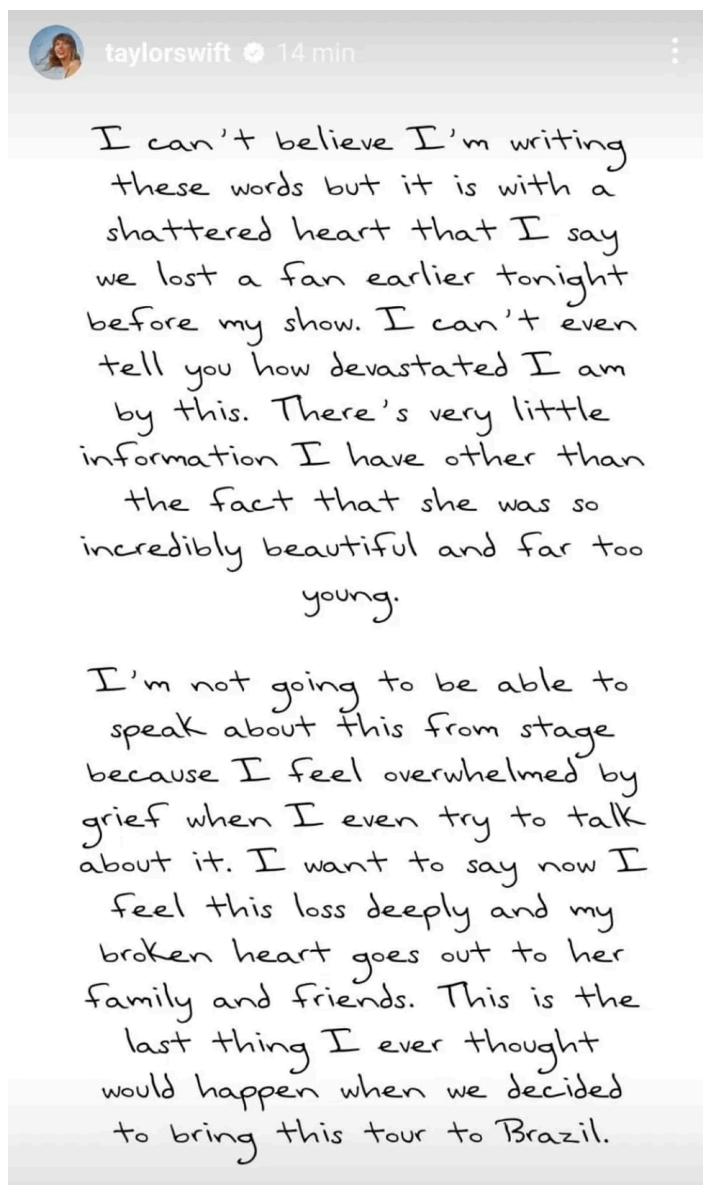 taylorswift 14 min
I can't believe I'm writing
these words but it is with a
shattered heart that I say
we lost a fan earlier tonight
before my show. I can't even
tell you how devastated I am
by this. There's very little
information I have other than
the fact that she was so
incredibly beautiful and far too
young.
I'm not going to be able to
speak about this from stage
because I feel overwhelmed by
grief when I even try to talk
about it. I want to say now I
feel this loss deeply and my
broken heart goes out to her
family and friends. This is the
last thing I ever thought
would happen when we decided
to bring this tour to Brazil.